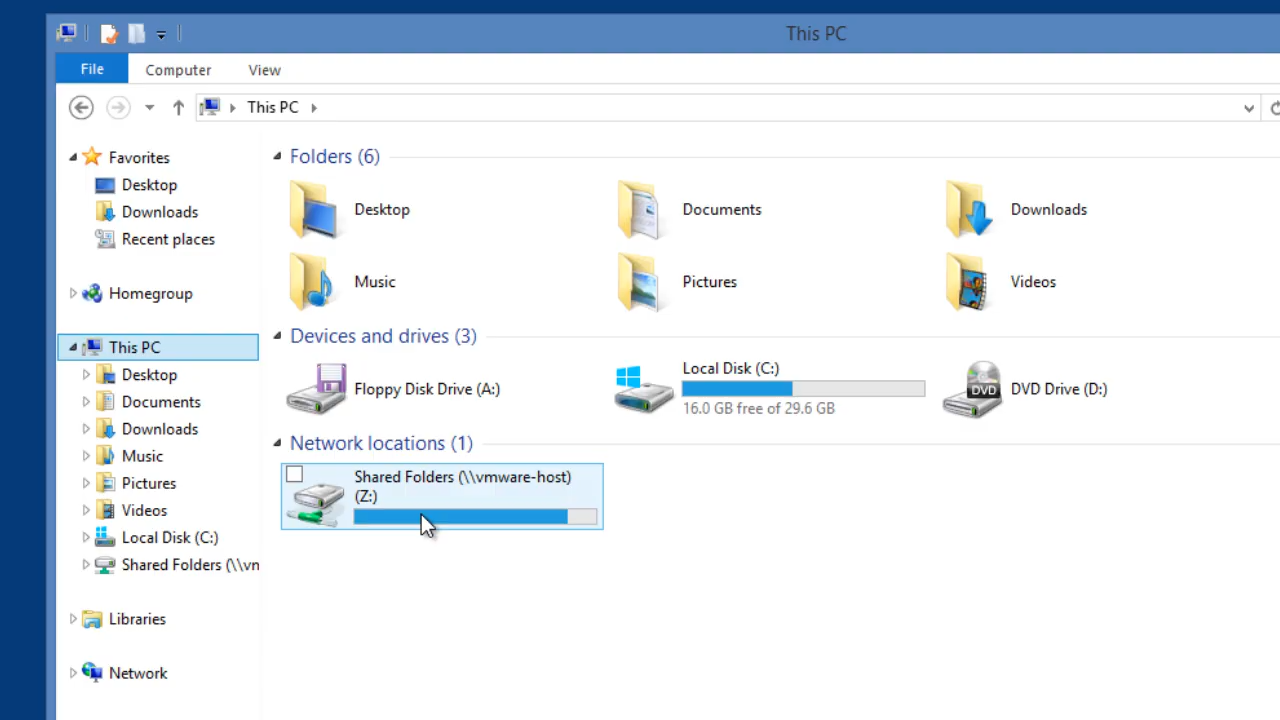 This PC
File
Computer
View
This PC
Favorites
Desktop
Downloads
Recent places
Homegroup
This PC
Desktop
Documents
Downloads
Music
Pictures
Videos
Local Disk (C:)
Shared Folders (\\vn
Libraries
Network
Folders (6)
Desktop
Documents
Downloads
Music
Pictures
Videos
Devices and drives (3)
Floppy Disk Drive (A:)
Local Disk (C:)
16.0 GB free of 29.6 GB
DVD
DVD Drive (D:)
Network locations (1)
Shared Folders (\\vmware-host)
(Z:)